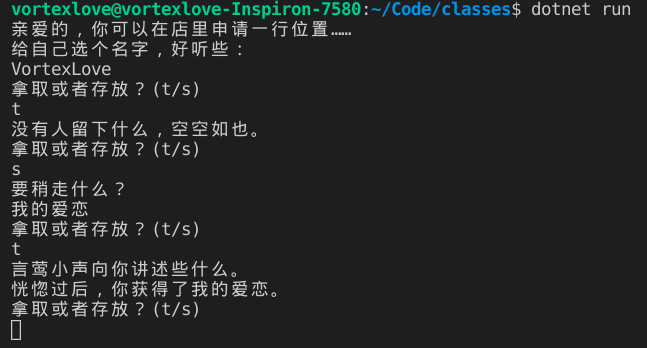 vortexlove@vortexlove-Inspiron-7580:~/Code/classes$ dotnet run
亲爱的，你可以在店里申请一行位置……
给自己选个名字，好听些：
VortexLove
拿取或者存放？(t/s)
t
没有人留下什么，空空如也。
拿取或者存放？(t/s)
s
要稍走什么？
我的爱恋
拿取或者存放？(t/s)
t
言莺小声向你讲述些什么。
恍惚过后，你获得了我的爱恋。
拿取或者存放？(t/s)